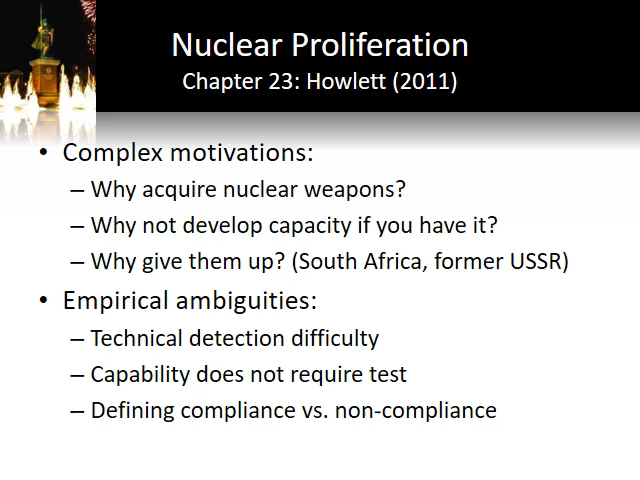 Nuclear Proliferation
Chapter 23: Howlett (2011)
• Complex motivations:
– Why acquire nuclear weapons?
– Why not develop capacity if you have it?
– Why give them up? (South Africa, former USSR)
• Empirical ambiguities:
– Technical detection difficulty
– Capability does not require test
– Defining compliance vs. non-compliance